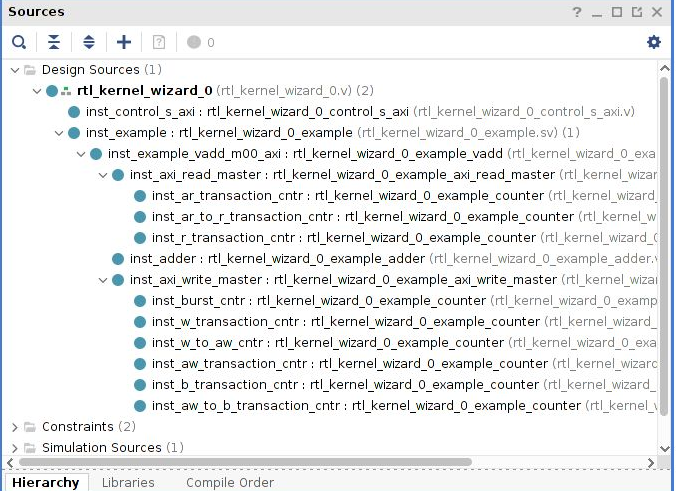 Sources
0
Design Sources (1)
rtl_kernel_wizard_0 (rtl_kernel_wizard_0.v) (2)
inst_control_s_axi : rtl_kernel_wizard_0_control_s_axi (rtl_kernel_wizard_0_control_s_axi.v)
inst_example : rtl_kernel_wizard_0_example (rtl_kernel_wizard_0_example.sv) (1)
inst_example_vadd_m00_axi : rtl_kernel_wizard_0_example_vadd (rtl_kernel_wizard_0_exa
inst_axi_read_master : rtl_kernel_wizard_0_example_axi_read_master (rtl_kernel_wizar
inst_ar_transaction_cntr : rtl_kernel_wizard_0_example_counter (rtl_kernel_wizard_
inst_ar_to_r_transaction_cntr : rtl_kernel_wizard_0_example_counter (rtl_kernel_w
inst_r_transaction_cntr : rtl_kernel_wizard_0_example_counter (rtl_kernel_wizard_0
inst_adder : rtl_kernel_wizard_0_example_adder (rtl_kernel_wizard_0_example_adder.v
inst_axi_write_master : rtl_kernel_wizard_0_example_axi_write_master (rtl_kernel_wizar
inst_burst_cntr : rtl_kernel_wizard_0_example_counter (rtl_kernel_wizard_0_examp
inst_w_transaction_cntr : rtl_kernel_wizard_0_example_counter (rtl_kernel_wizard_
inst_w_to_aw_cntr : rtl_kernel_wizard_0_example_counter (rtl_kernel_wizard_0_exa
inst_aw_transaction_cntr : rtl_kernel_wizard_0_example_counter (rtl_kernel_wizard
inst_b_transaction_cntr : rtl_kernel_wizard_0_example_counter (rtl_kernel_wizard_
inst_aw_to_b_transaction_cntr : rtl_kernel_wizard_0_example_counter (rtl_kernel_v
Constraints (2)
Simulation Sources (1)
Hierarchy Libraries Compile Order